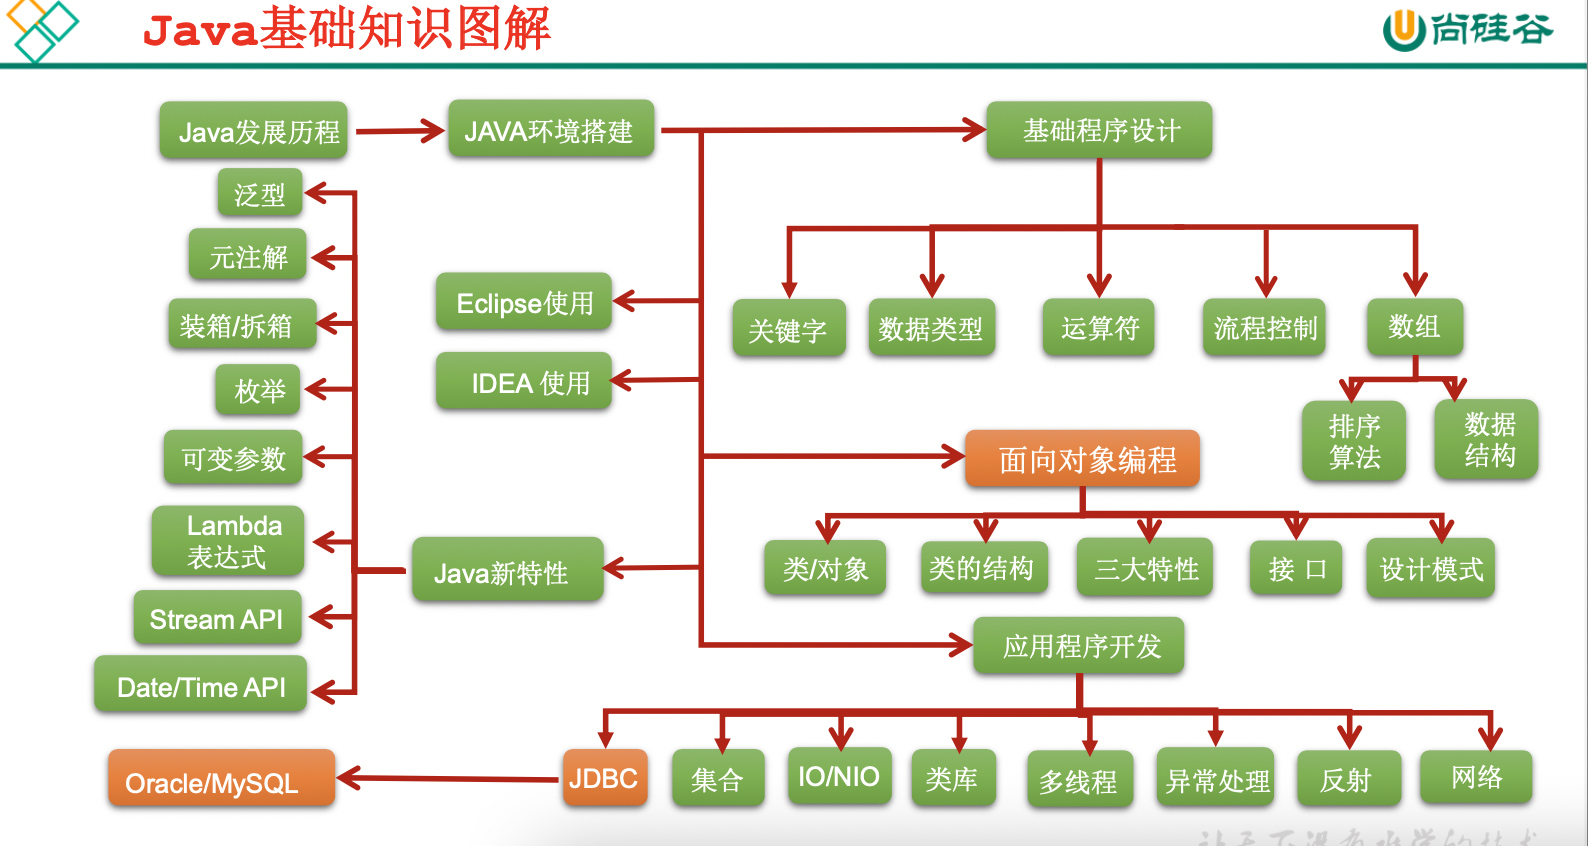 Java基础知识图解
尚硅谷
Java发展历程
JAVA环境搭建
基础程序设计
泛型
元注解
装箱/拆箱
枚举
可变参数
Lambda
表达式
Stream API
Date/Time API
Eclipse使用
IDEA 使用
Java新特性
关键字
数据类型
运算符
流程控制
数组
排序
算法
数据
结构
面向对象编程
类/对象
类的结构
三大特性
接 口
设计模式
应用程序开发
Oracle/MySQL
JDBC
集合
IO/NIO
类库
多线程
异常处理
反射
网络